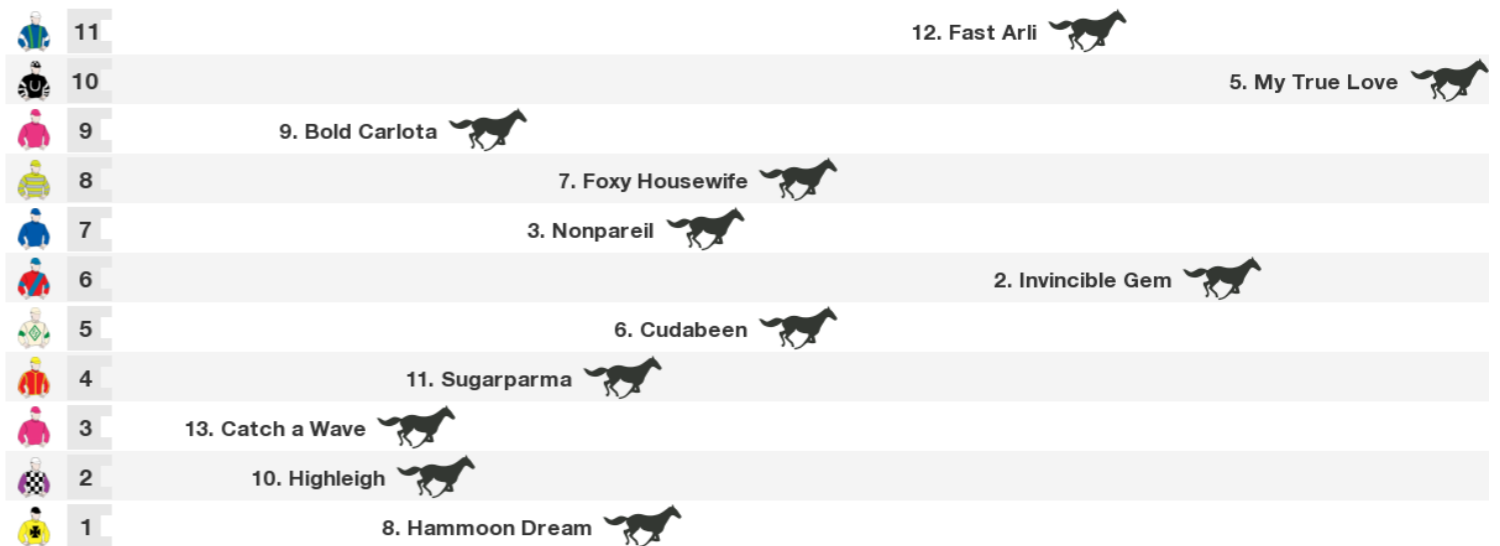 11 12. Fast Arli
10 5. My True Love
9 9. Bold Carlota
8 7. Foxy Housewife
7 3. Nonpareil
6 2. Invincible Gem
5 6. Cudabeen
4 11. Sugarparma
3 13. Catch a Wave
2 10. Highleigh
1 8. Hammoon Dream